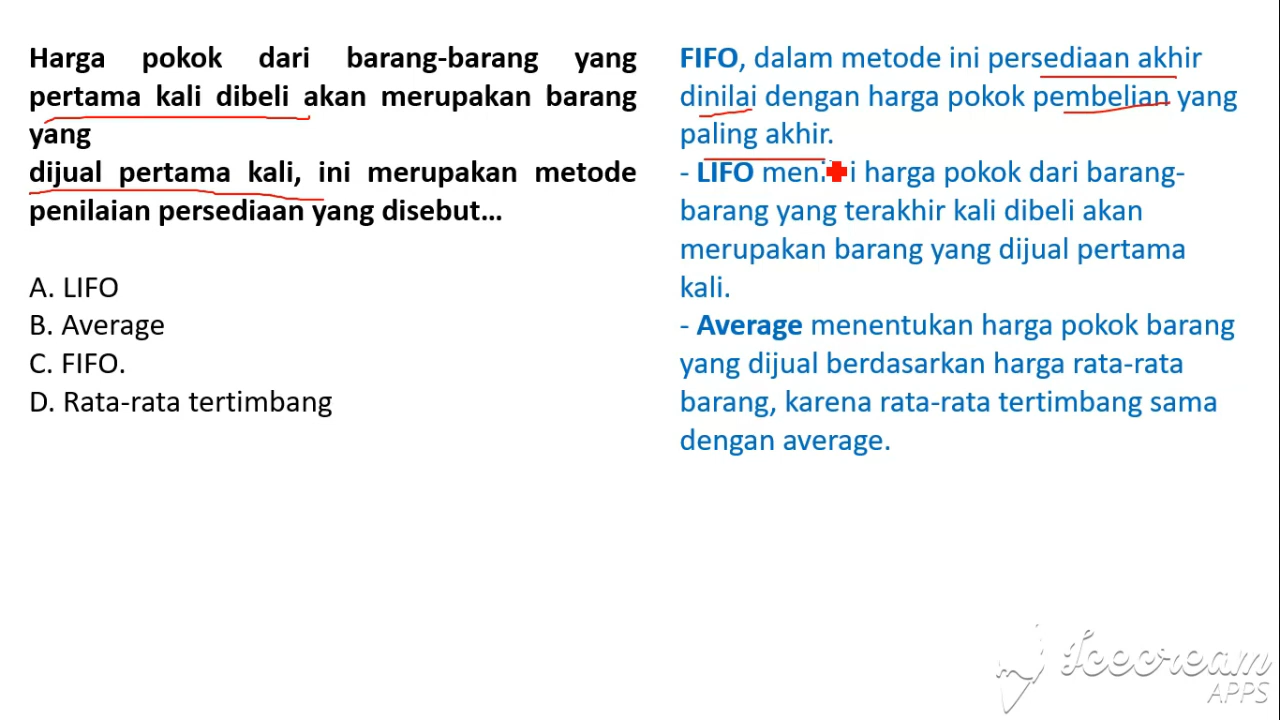 Harga pokok dari barang-barang yang
pertama kali dibeli akan merupakan barang
yang
dijual pertama kali, ini merupakan metode
penilaian persediaan yang disebut...
A. LIFO
B. Average
C. FIFO.
D. Rata-rata tertimbang
FIFO, dalam metode ini persediaan akhir
dinilai dengan harga pokok pembelian yang
paling akhir.
- LIFO menilai harga pokok dari barang-
barang yang terakhir kali dibeli akan
merupakan barang yang dijual pertama
kali.
- Average menentukan harga pokok barang
yang dijual berdasarkan harga rata-rata
barang, karena rata-rata tertimbang sama
dengan average.
Icecream
APPS